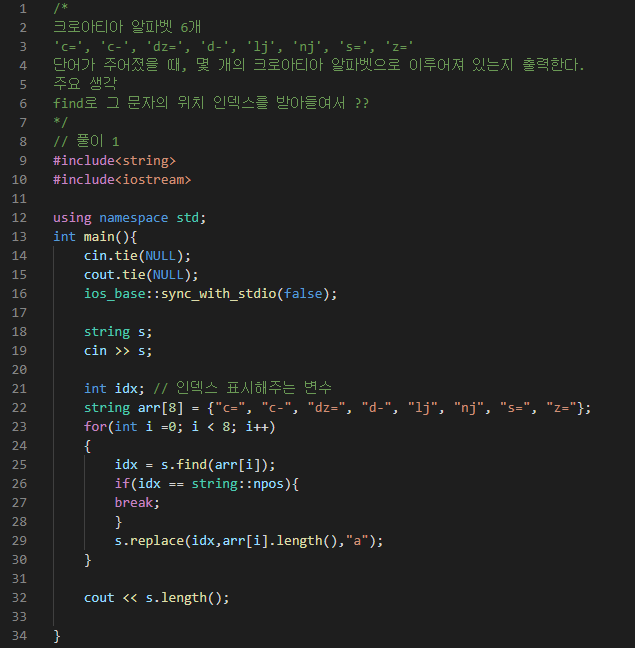 1 /*
2 크로아티아 알파벳 6개
3 'c=', 'c-', 'dz=', 'd-', 'lj', 'nj', 's=', 'z='
4 단어가 주어졌을 때, 몇 개의 크로아티아 알파벳으로 이루어져 있는지 출력한다.
5 주요 생각
6 find로 그 문자의 위치 인덱스를 받아들여서 ??
7 */
8 // 풀이 1
9 #include<string>
10 #include<iostream>
11
12 using namespace std;
13 int main(){
14 cin.tie(NULL);
15 cout.tie(NULL);
16 ios_base::sync_with_stdio(false);
17
18 string s;
19 cin >> s;
20
21 int idx; // 인덱스 표시해주는 변수
22 string arr[8] = {"c=", "c-", "dz=", "d-", "lj", "nj", "s=", "z="};
23 for(int i =0; i < 8; i++)
24 {
25 idx = s.find(arr[i]);
26 if(idx == string::npos){
27 break;
28 }
29 s.replace(idx,arr[i].length(),"a");
30 }
31
32 cout << s.length();
33
34 }